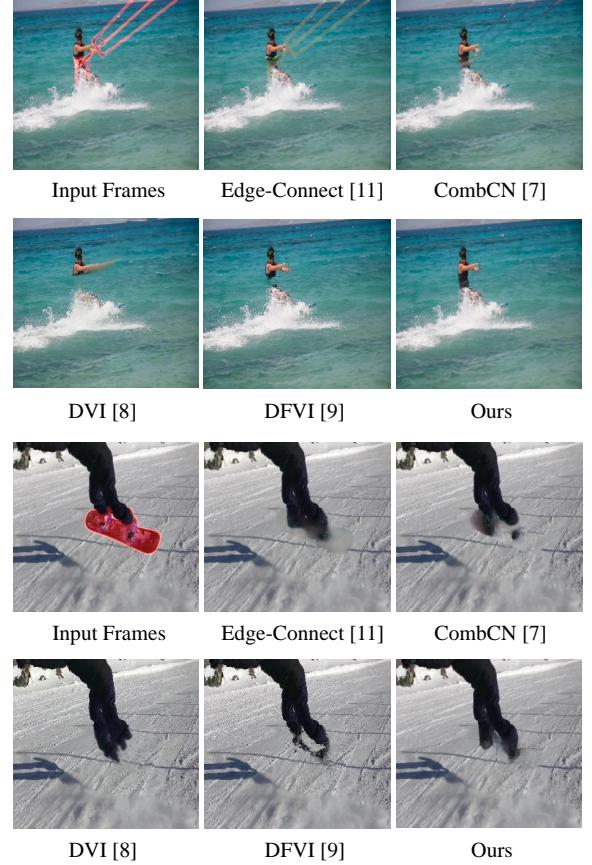 Input Frames Edge-Connect [11] CombCN [7]
DVI [8] DFVI [9] Ours
Input Frames Edge-Connect [11] CombCN [7]
DVI [8] DFVI [9] Ours